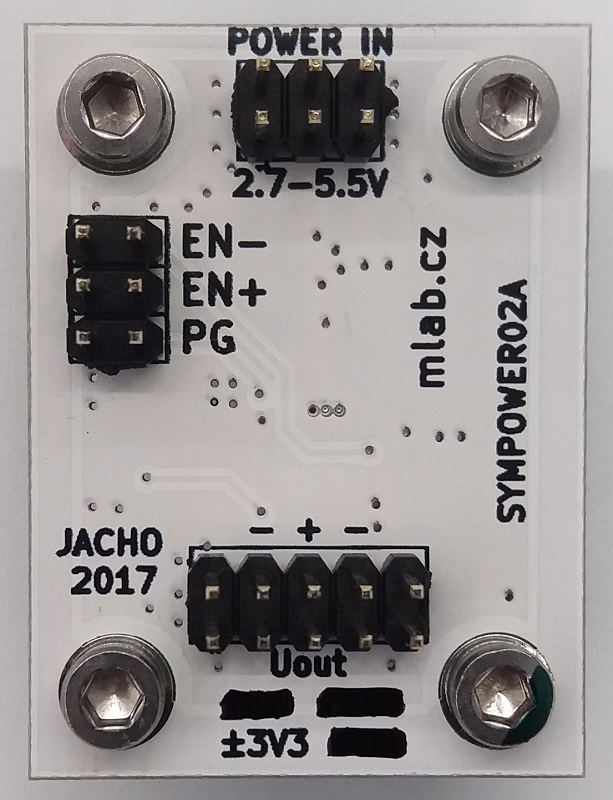 POWER IN
2.7-5.5V
EN-
EN+
PG
mlab.cz
SYMPOWER02A
- + -
JACHO
2017
Uout
±3V3